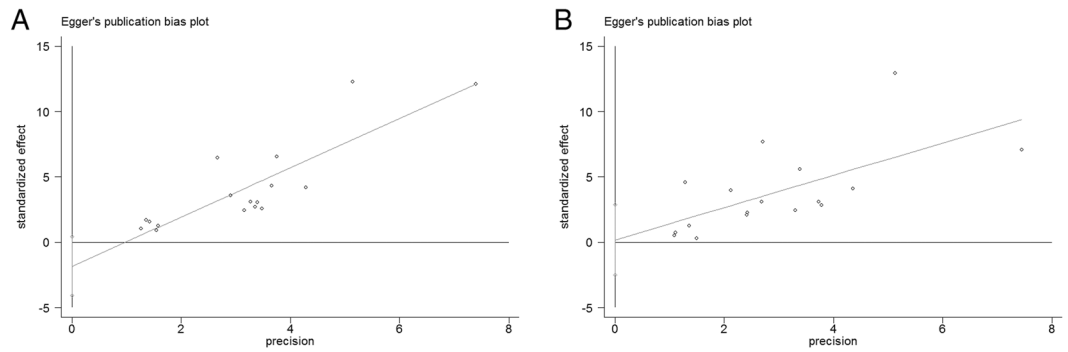 A
Egger's publication bias plot
standardized effect
15
10
5
0
-5
0 2 4 6 8
precision
B
Egger's publication bias plot
standardized effect
15
10
5
0
-5
0 2 4 6 8
precision